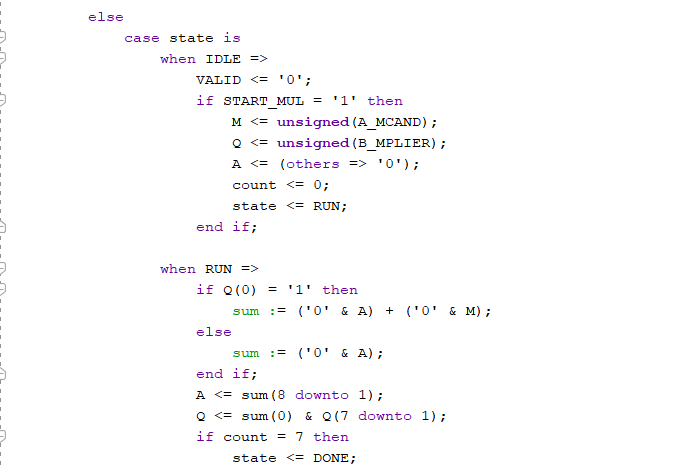 else
case state is
when IDLE =>
VALID <= '0';
if START_MUL = '1' then
M <= unsigned(A_MCAND);
Q <= unsigned(B_MPLIER);
A <= (others => '0');
count <= 0;
state <= RUN;
end if;
when RUN =>
if Q(0) = '1' then
sum := ('0' & A) + ('0' & M);
else
sum := ('0' & A);
end if;
A <= sum(8 downto 1);
Q <= sum(0) & Q(7 downto 1);
if count = 7 then
state <= DONE;